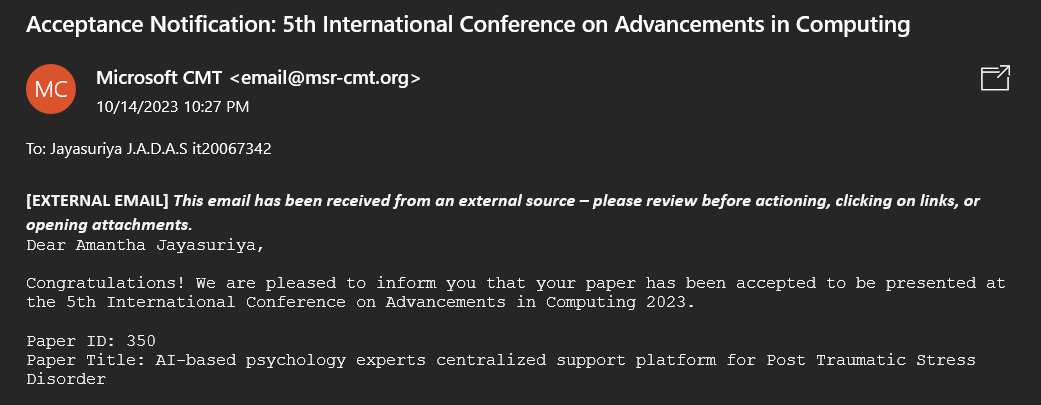 Acceptance Notification: 5th International Conference on Advancements in Computing
MC
Microsoft CMT <email@msr-cmt.org>
10/14/2023 10:27 PM
To: Jayasuriya J.A.D.A.S it20067342
[EXTERNAL EMAIL] This email has been received from an external source – please review before actioning, clicking on links, or
opening attachments.
Dear Amantha Jayasuriya,
Congratulations! We are pleased to inform you that your paper has been accepted to be presented at
the 5th International Conference on Advancements in Computing 2023.
Paper ID: 350
Paper Title: AI-based psychology experts centralized support platform for Post Traumatic Stress
Disorder